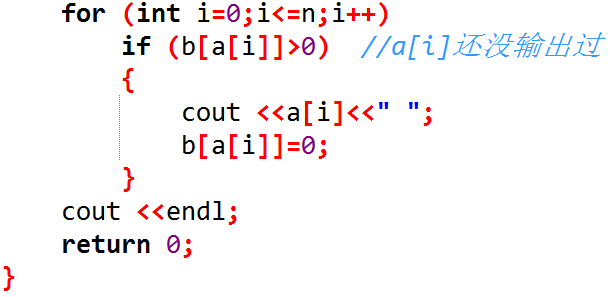 for (int i=0;i<=n;i++)
if (b[a[i]]>0) //a[i]还没输出过
{
cout <<a[i]<<" ";
b[a[i]]=0;
}
cout <<endl;
return 0;
}